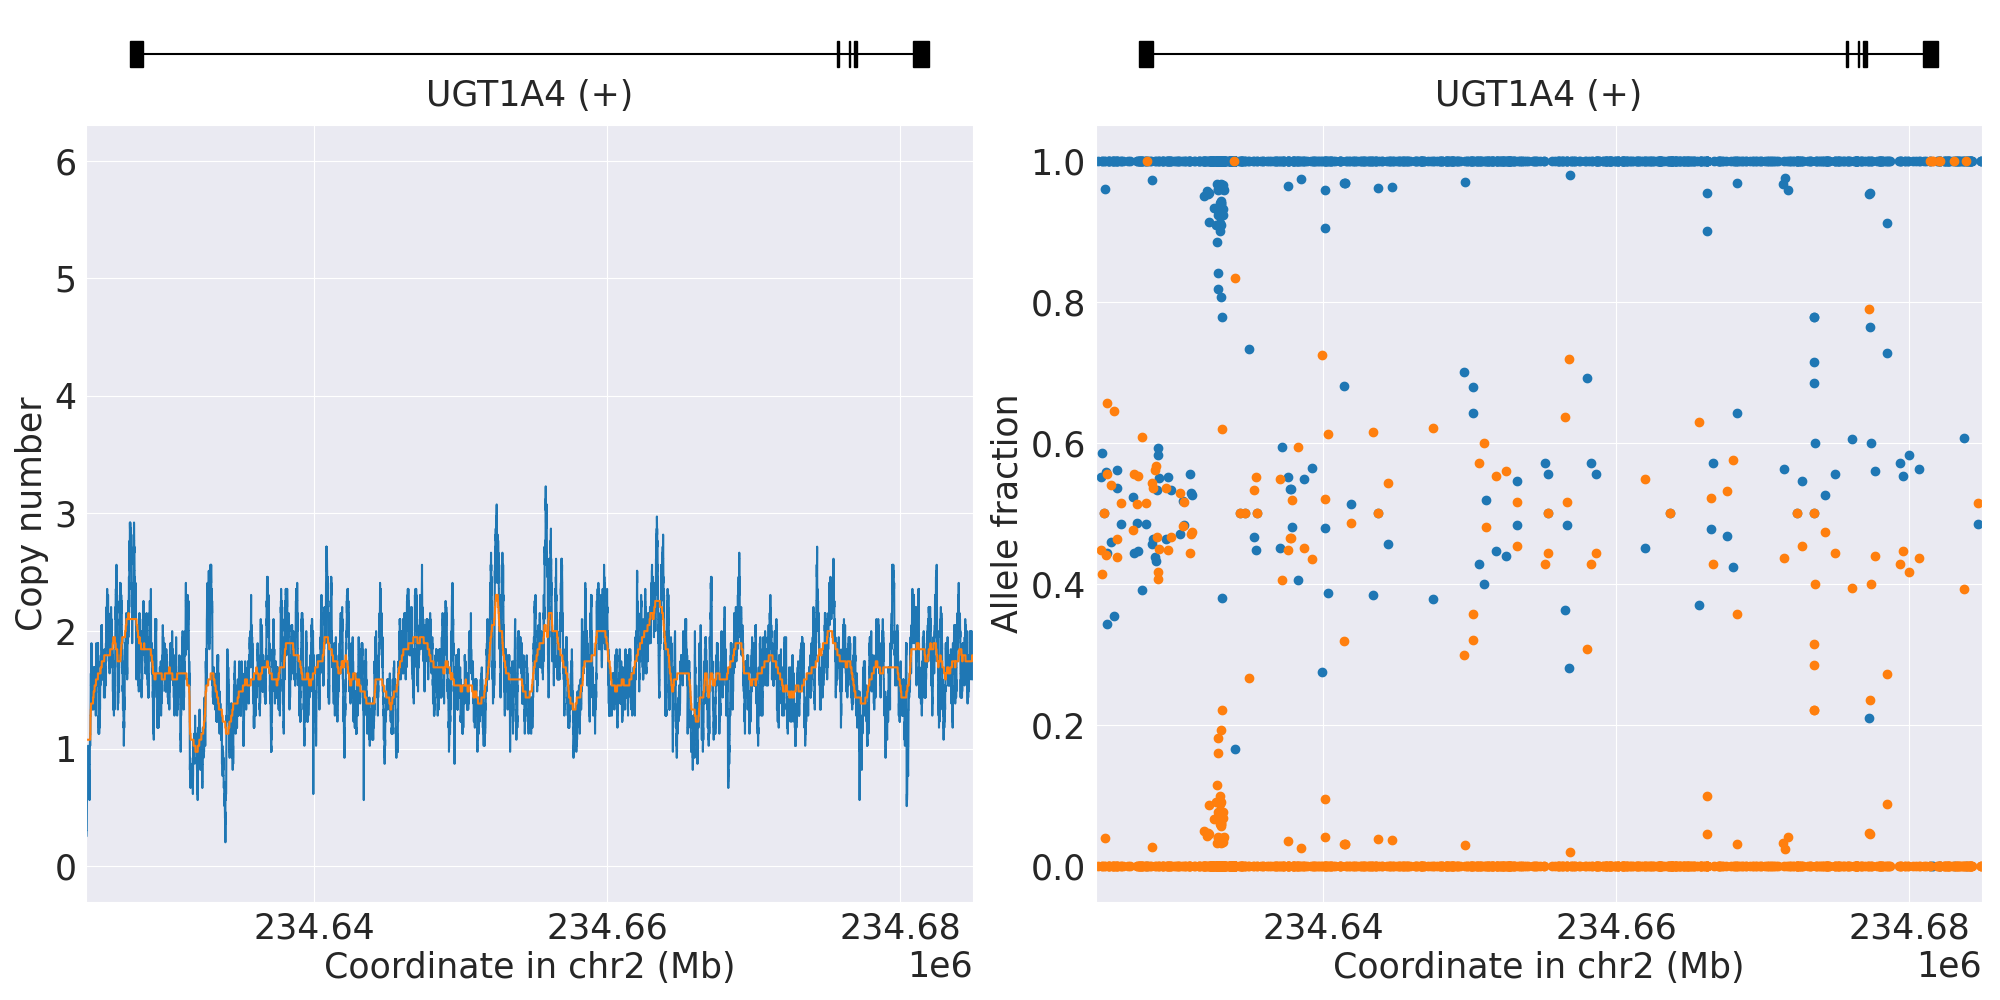 UGT1A4 (+)
6
5
4
3
2
1
0
Copy number
234.64 234.66 234.68
1e6
Coordinate in chr2 (Mb)
UGT1A4 (+)
1.0
0.8
0.6
0.4
0.2
0.0
Allele fraction
234.64 234.66 234.68
1e6
Coordinate in chr2 (Mb)